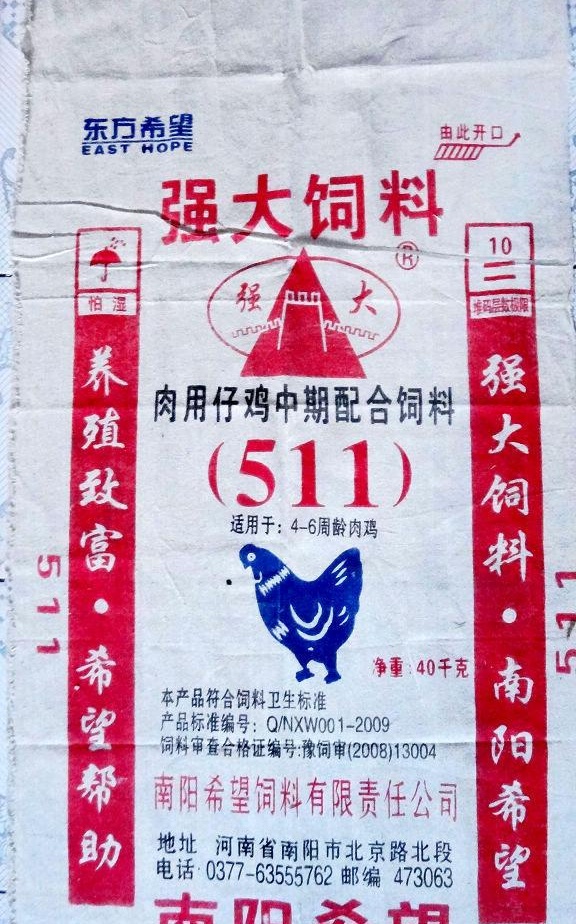 东方希望
EAST HOPE
由此开口
强大饲料
®
怕湿
10
堆码层数极限
强 大
肉用仔鸡中期配合饲料
(511)
适用于: 4-6周龄肉鸡
养殖致富·希望帮助
强大饲料·南阳希望
511
511
净重:40千克
本产品符合饲料卫生标准
产品标准编号: Q/NXW001-2009
饲料审查合格证编号:豫饲审(2008)13004
南阳希望饲料有限责任公司
地址 河南省南阳市北京路北段
电话:0377-63555762 邮编 473063
南阳希望